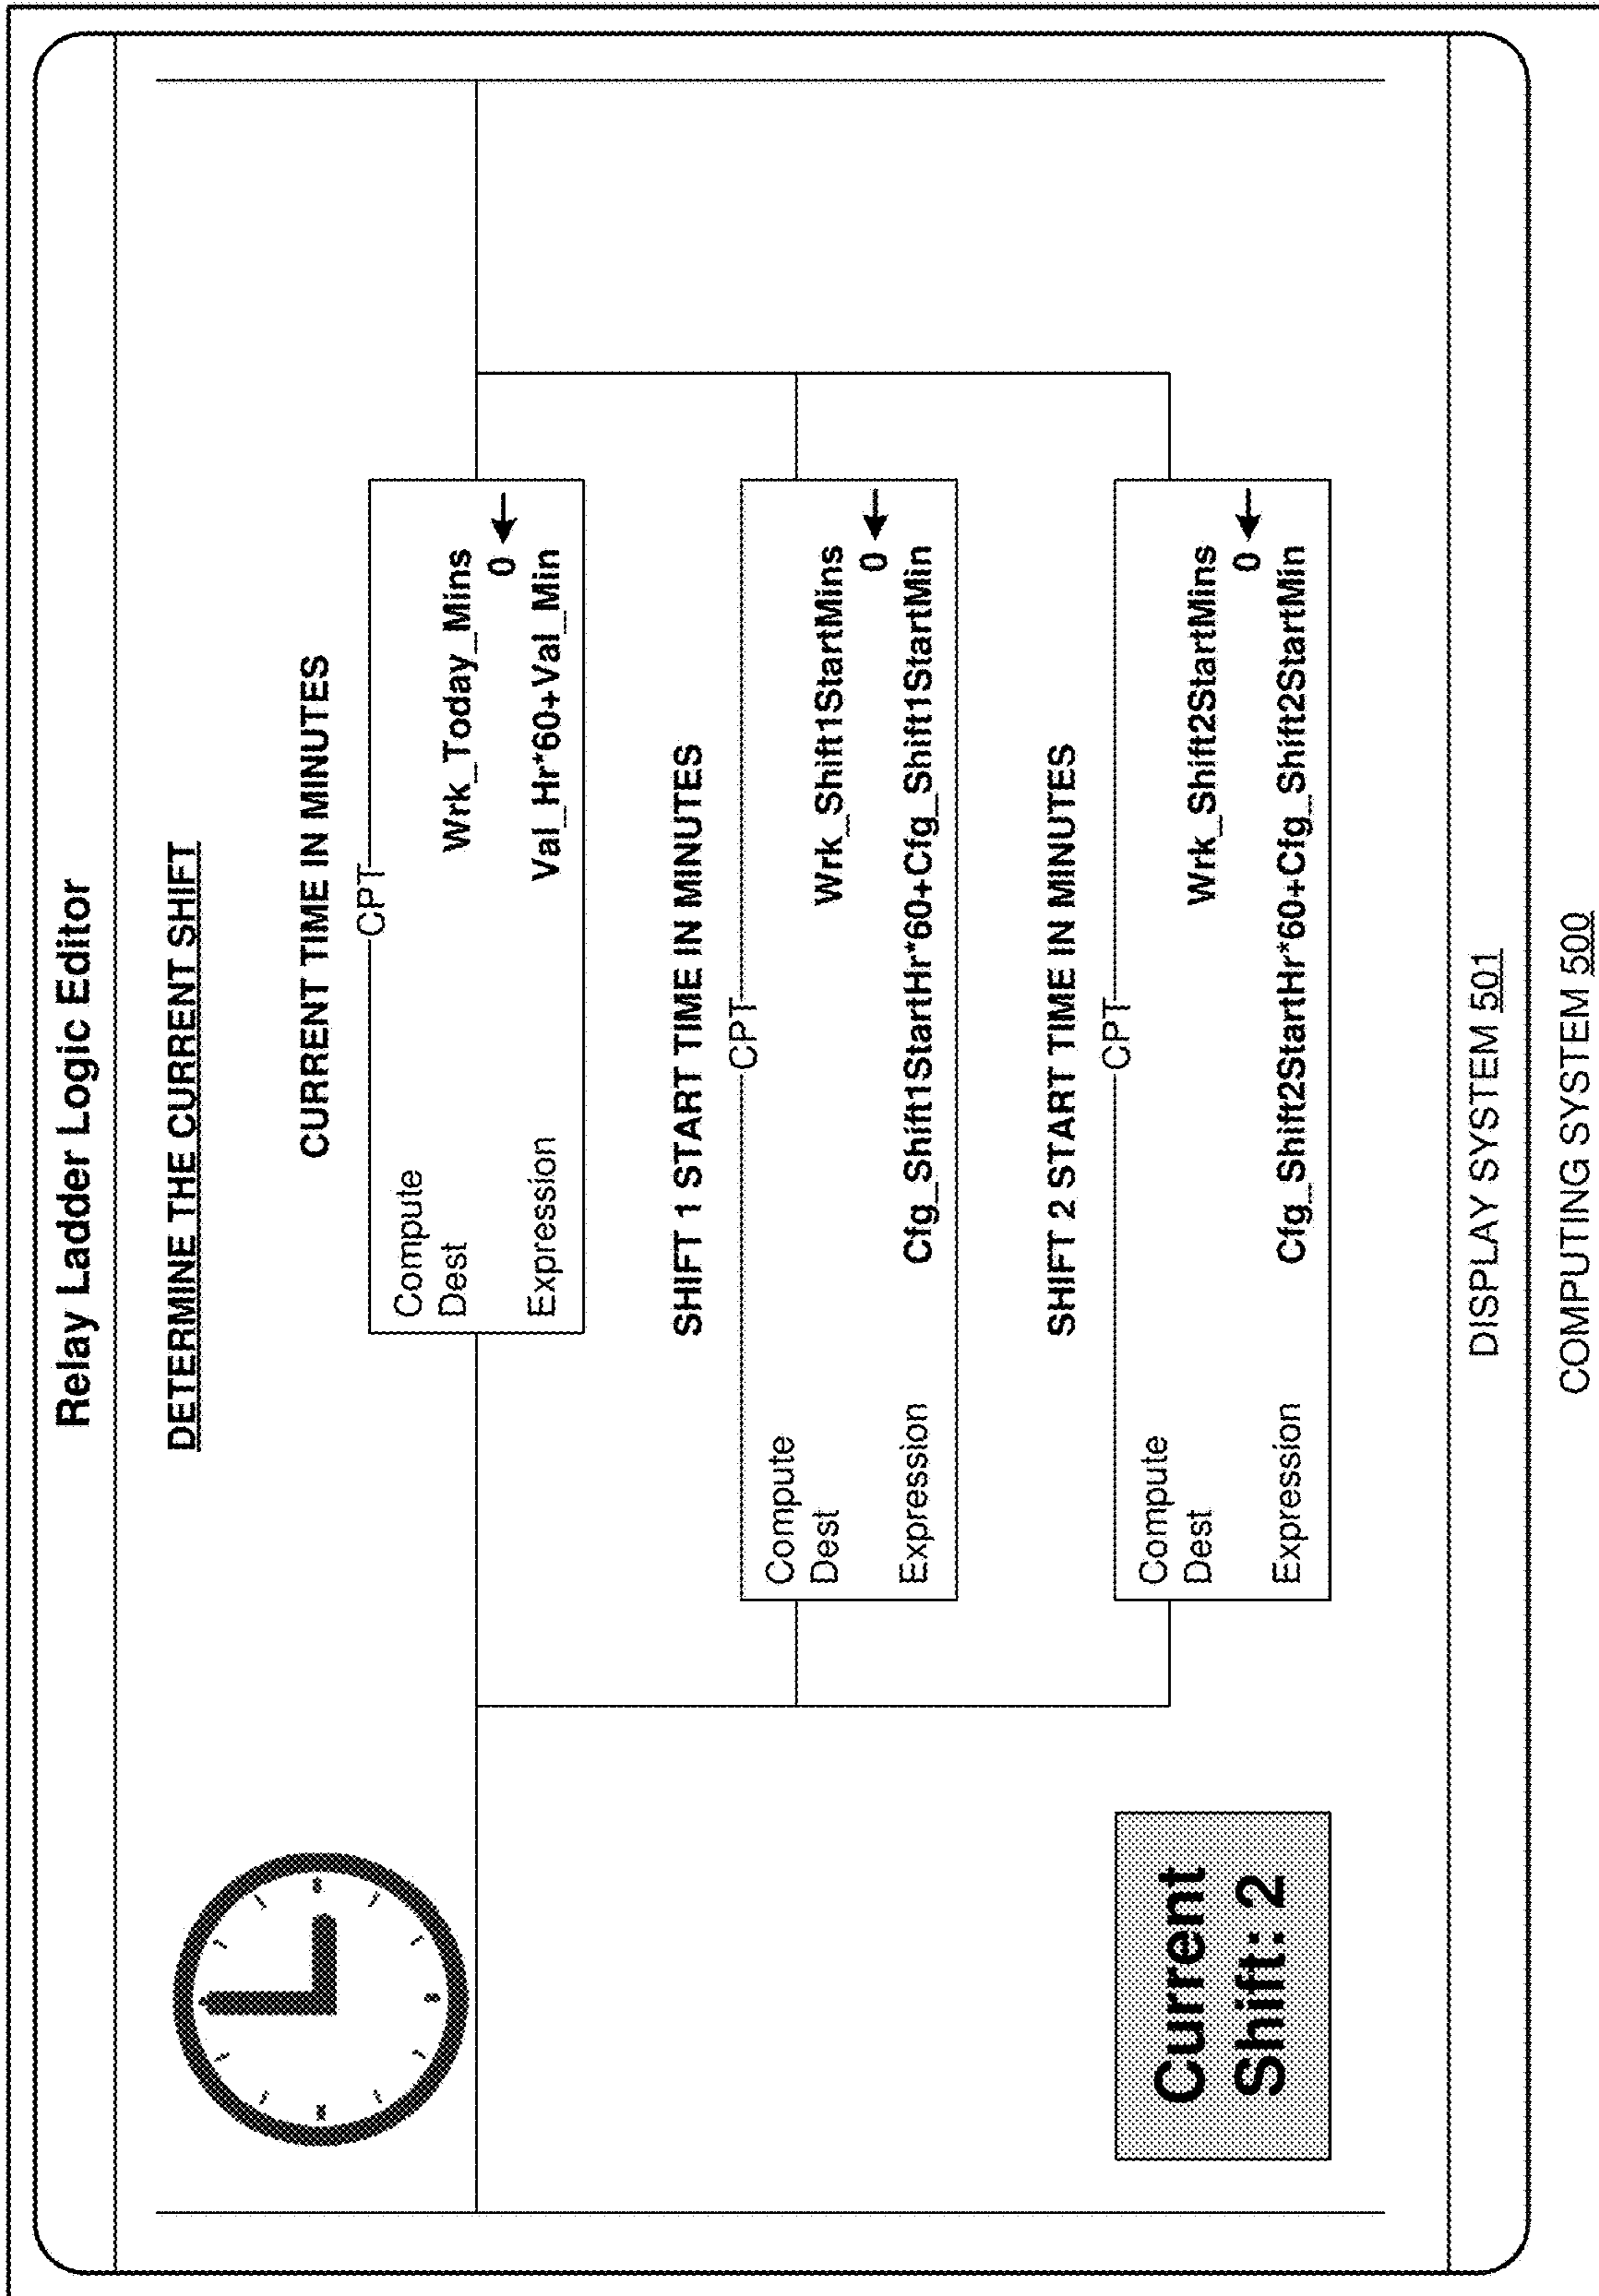 Relay Ladder Logic Editor
DETERMINE THE CURRENT SHIFT
CURRENT TIME IN MINUTES
CPT
Compute
Dest Wrk_Today_Mins
0
Expression Val_Hr*60+Val_Min
SHIFT 1 START TIME IN MINUTES
CPT
Compute
Dest Wrk_Shift1StartMins
0
Expression Cfg_Shift1StartHr*60+Cfg_Shift1StartMin
SHIFT 2 START TIME IN MINUTES
CPT
Compute
Dest Wrk_Shift2StartMins
0
Expression Cfg_Shift2StartHr*60+Cfg_Shift2StartMin
Current
Shift: 2
DISPLAY SYSTEM 501
COMPUTING SYSTEM 500